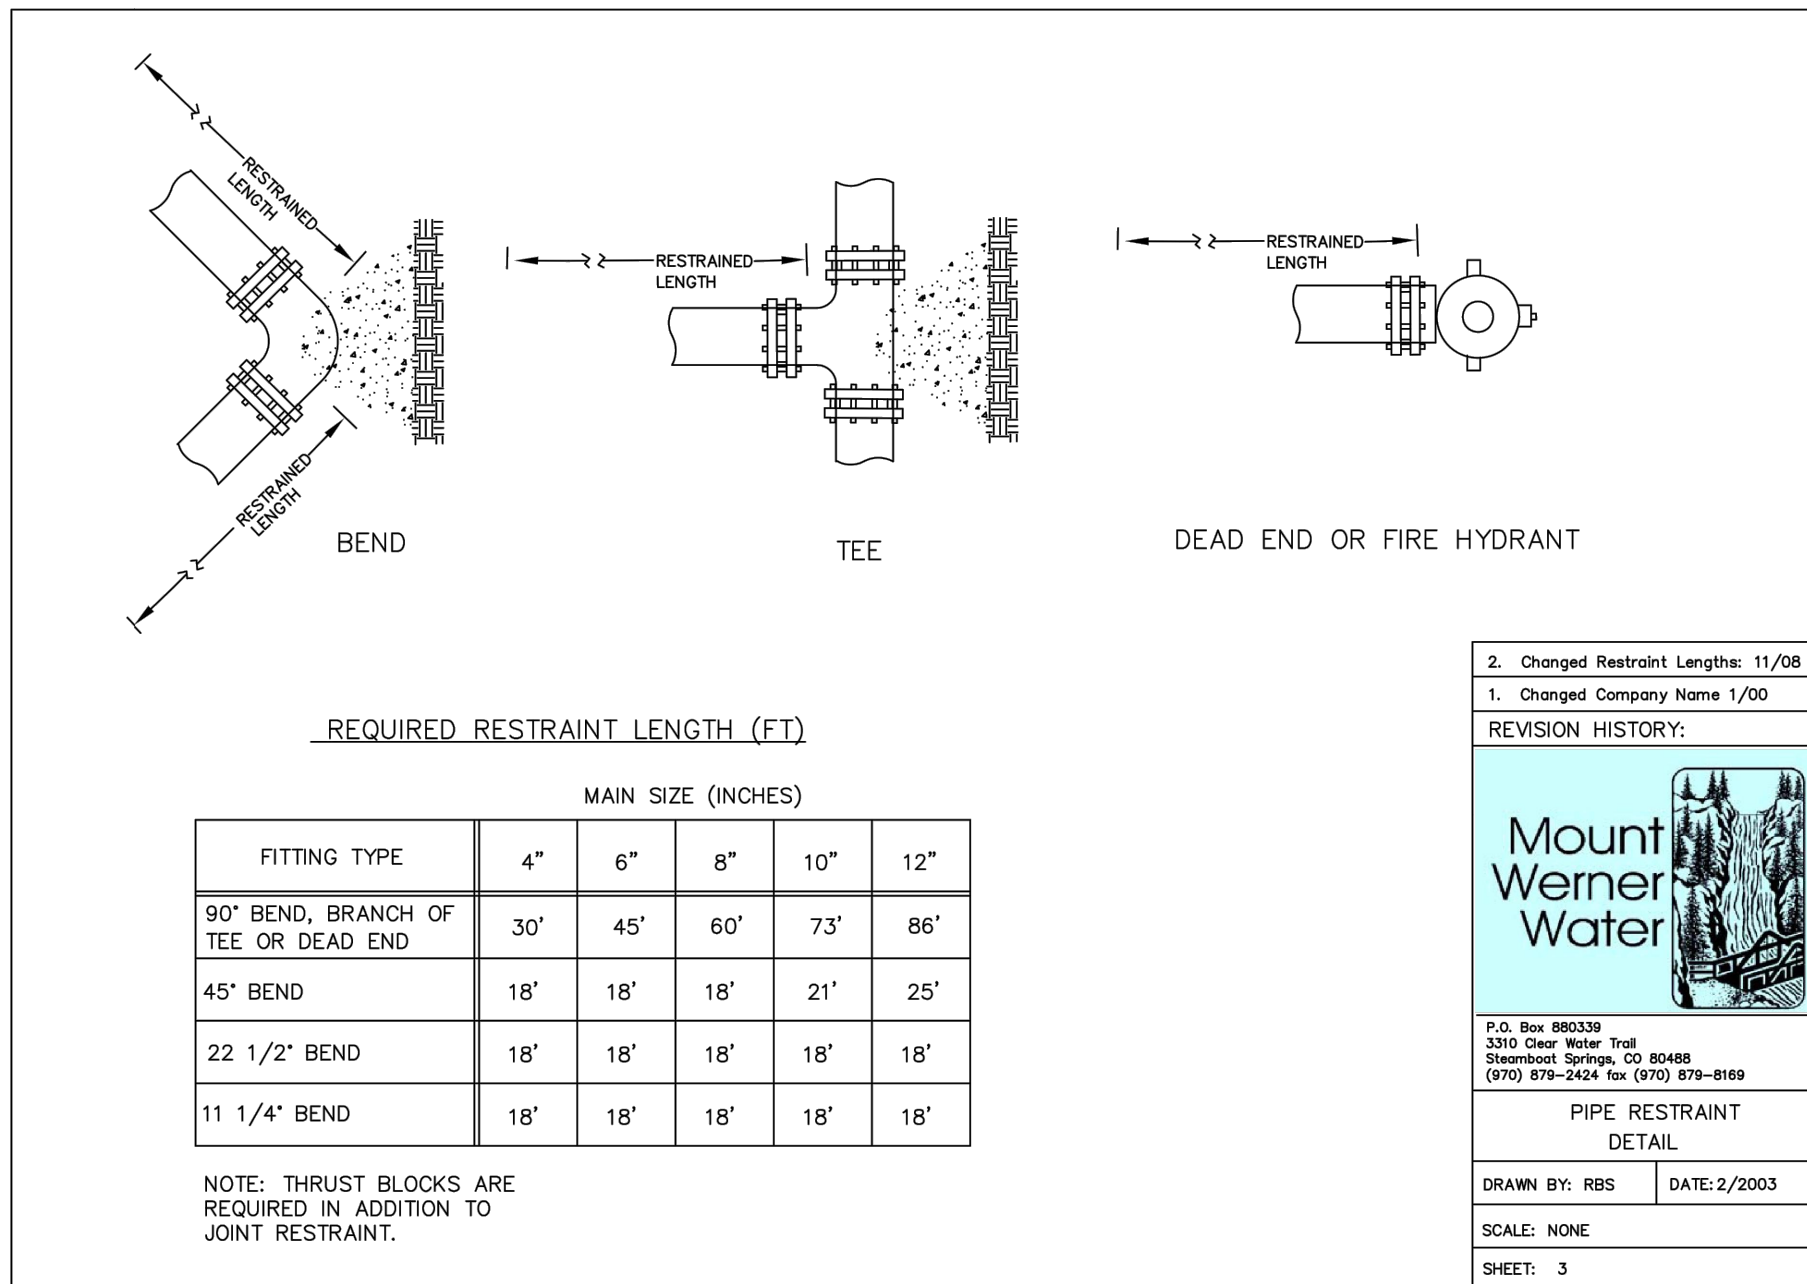 RESTRAINED
LENGTH
RESTRAINED
LENGTH
BEND
RESTRAINED
LENGTH
TEE
RESTRAINED
LENGTH
DEAD END OR FIRE HYDRANT
REQUIRED RESTRAINT LENGTH (FT)
MAIN SIZE (INCHES)
FITTING TYPE 4” 6” 8” 10” 12”
90° BEND, BRANCH OF
TEE OR DEAD END 30’ 45’ 60’ 73’ 86’
45° BEND 18’ 18’ 18’ 21’ 25’
22 1/2° BEND 18’ 18’ 18’ 18’ 18’
11 1/4° BEND 18’ 18’ 18’ 18’ 18’
NOTE: THRUST BLOCKS ARE
REQUIRED IN ADDITION TO
JOINT RESTRAINT.
2. Changed Restraint Lengths: 11/08
1. Changed Company Name 1/00
REVISION HISTORY:
Mount
Werner
Water
P.O. Box 880339
3310 Clear Water Trail
Steamboat Springs, CO 80488
(970) 879–2424 fax (970) 879–8169
PIPE RESTRAINT
DETAIL
DRAWN BY: RBS DATE: 2/2003
SCALE: NONE
SHEET: 3